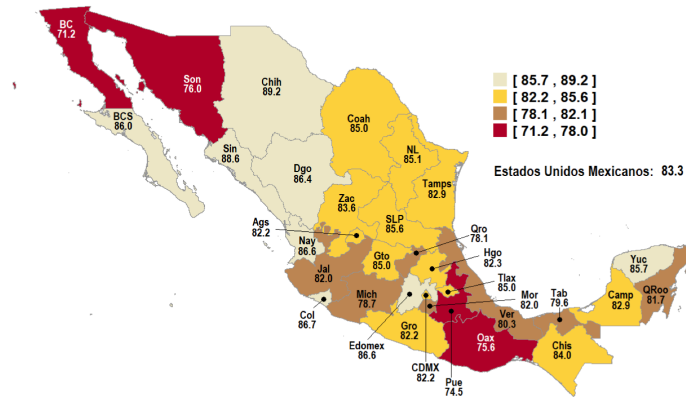 BC
71.2
Son
76.0
Chih
89.2
[ 85.7 , 89.2 ]
[ 82.2 , 85.6 ]
[ 78.1 , 82.1 ]
[ 71.2 , 78.0 ]
BCS
86.0
Coah
85.0
Sin
88.6
NL
85.1
Dgo
86.4
Estados Unidos Mexicanos: 83.3
Tamps
82.9
Zac
83.6
SLP
85.6
Ags
82.2
Qro
78.1
Nay
86.6
Hgo
82.3
Gto
85.0
Jal
82.0
Yuc
85.7
Tlax
85.0
Mich
78.7
Mor
82.0
Tab
79.6
Camp
82.9
QRoo
81.7
Col
86.7
Ver
80.3
Gro
82.2
Edomex
86.6
Oax
75.6
Chis
84.0
CDMX
82.2
Pue
74.5